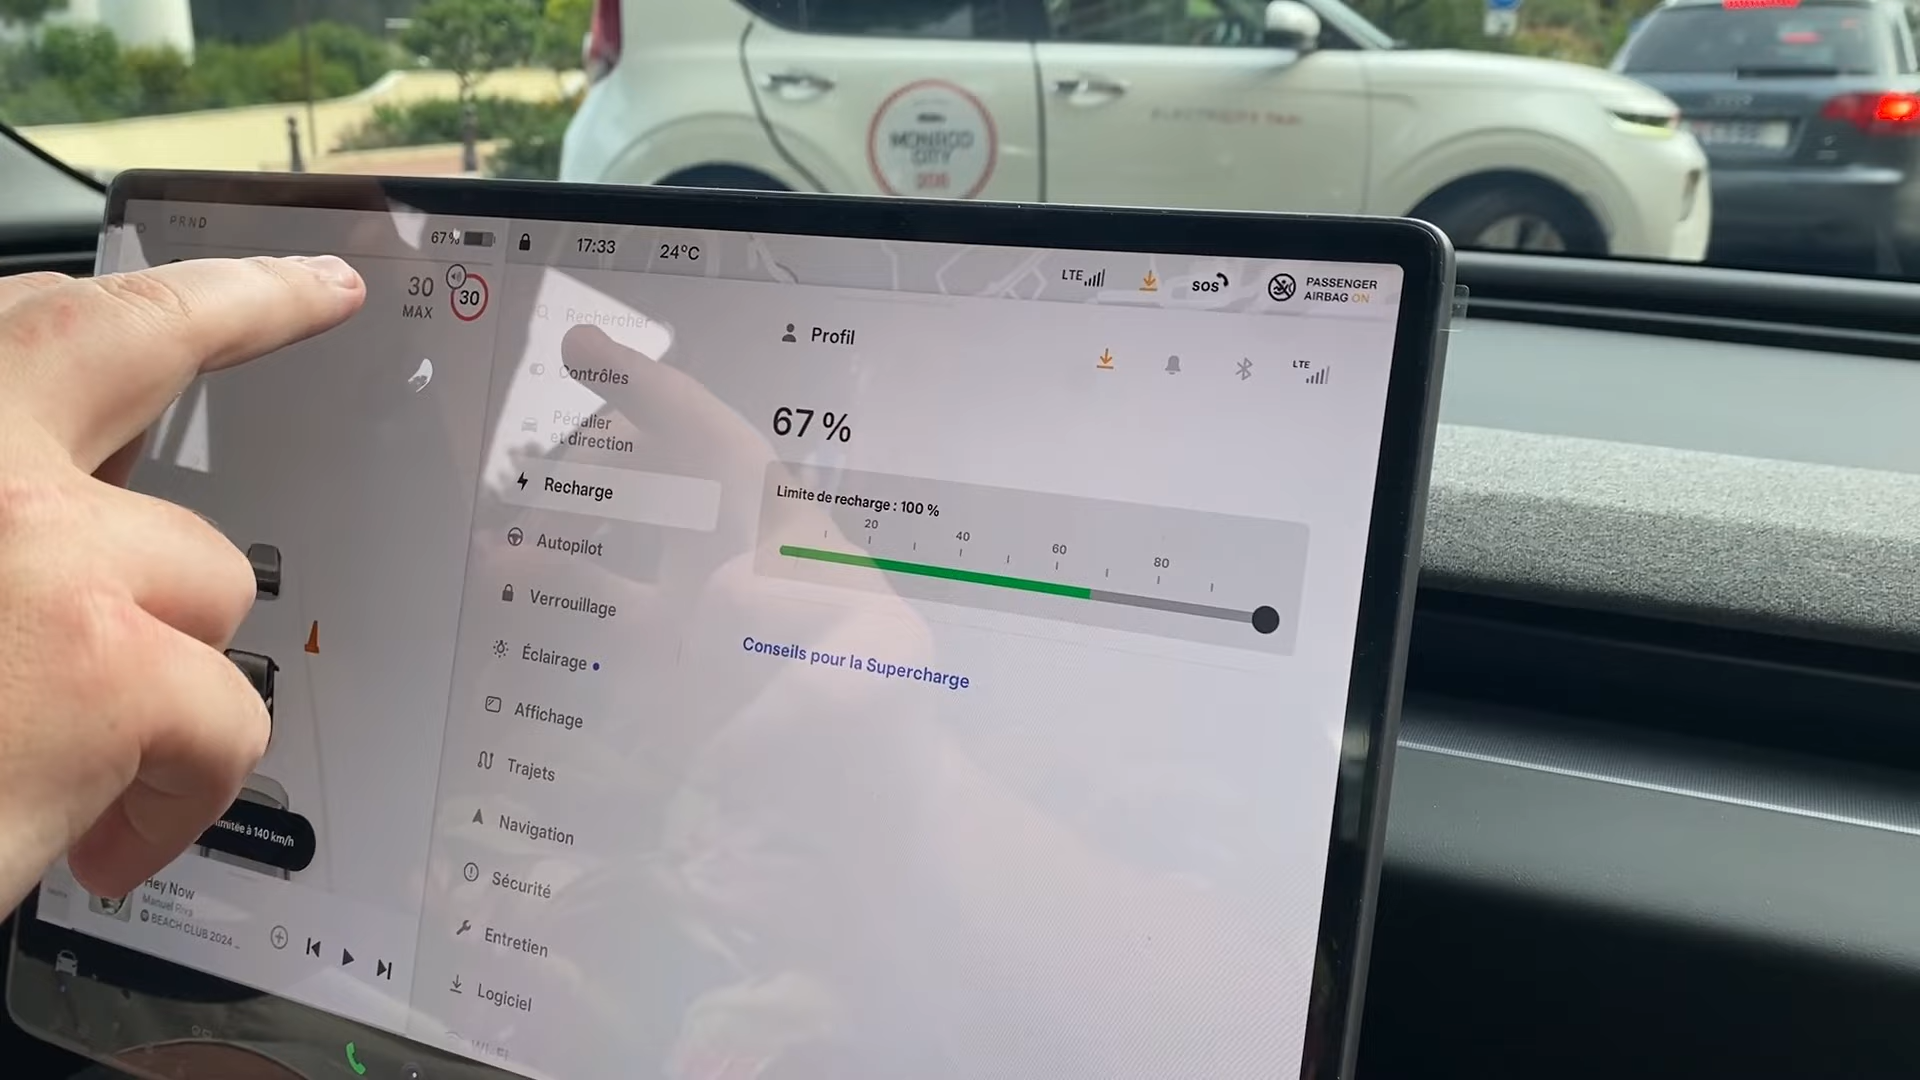 PRND
67%
17:33
24°C
LTE
SOS
PASSENGER
AIRBAG ON
30
MAX
30
Rechercher
Contrôles
Pédalier
et direction
Recharge
Autopilot
Verrouillage
Éclairage
Affichage
Trajets
Navigation
Sécurité
Entretien
Logiciel
Profil
LTE
67 %
Limite de recharge : 100 %
20
40
60
80
Conseils pour la Supercharge
limitée à 140 km/h
Hey Now
Manuel Riva
BEACH CLUB 2024
CITY